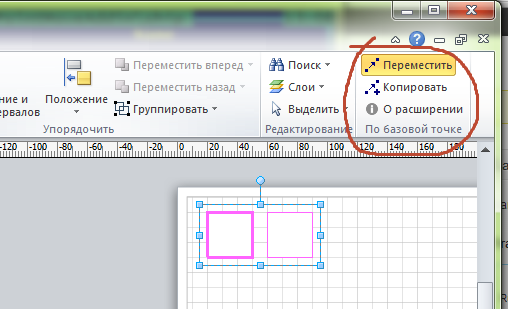 Переместить вперед
Поиск
Переместить
ние и
рвалов
Положение
Переместить назад
Слои
Копировать
Группировать
Выделить
О расширении
Упорядочить
Редактирование
По базовой точке
-120 -100 -80 -60 -40 -20 0 20 40 60 80 100 120 140 160 180